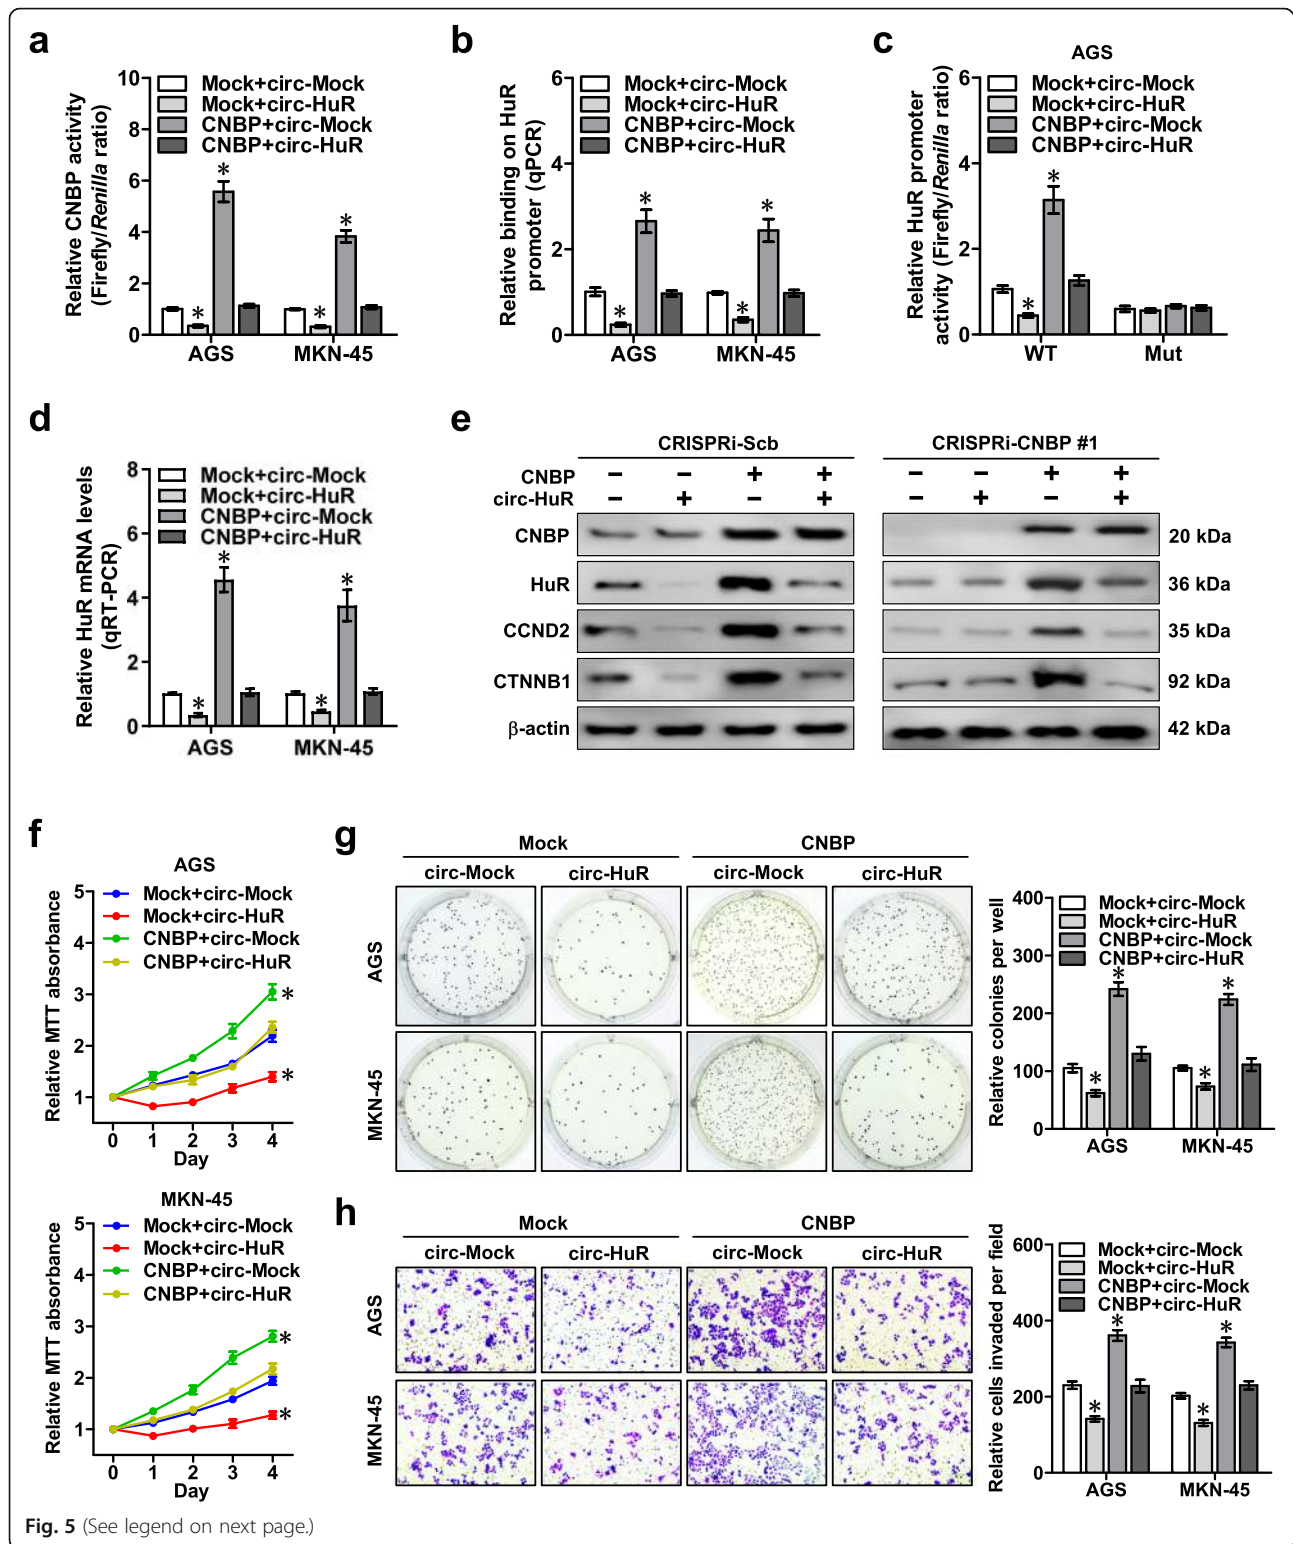 a
Relative CNBP activity
(Firefly/Renilla ratio)
10
8
6
4
2
0
Mock+circ-Mock
Mock+circ-HuR
CNBP+circ-Mock
CNBP+circ-HuR
* * * *
AGS MKN-45
b
Relative binding on HuR
promoter (qPCR)
6
4
2
0
Mock+circ-Mock
Mock+circ-HuR
CNBP+circ-Mock
CNBP+circ-HuR
* * * *
AGS MKN-45
c
AGS
Relative HuR promoter
activity (Firefly/Renilla ratio)
6
4
2
0
Mock+circ-Mock
Mock+circ-HuR
CNBP+circ-Mock
CNBP+circ-HuR
* *
WT Mut
d
Relative HuR mRNA levels
(qRT-PCR)
8
6
4
2
0
Mock+circ-Mock
Mock+circ-HuR
CNBP+circ-Mock
CNBP+circ-HuR
* * * *
AGS MKN-45
e
CRISPRi-Scb CRISPRi-CNBP #1
CNBP − − + + − − + +
circ-HuR − + − + − + − +
CNBP 20 kDa
HuR 36 kDa
CCND2 35 kDa
CTNNB1 92 kDa
β-actin 42 kDa
f
AGS
Relative MTT absorbance
5
4
3
2
1
Mock+circ-Mock
Mock+circ-HuR
CNBP+circ-Mock
CNBP+circ-HuR
*
*
0 1 2 3 4
Day
MKN-45
Relative MTT absorbance
5
4
3
2
1
Mock+circ-Mock
Mock+circ-HuR
CNBP+circ-Mock
CNBP+circ-HuR
*
*
0 1 2 3 4
Day
g
Mock CNBP
circ-Mock circ-HuR circ-Mock circ-HuR
AGS
MKN-45
Relative colonies per well
400
300
200
100
0
Mock+circ-Mock
Mock+circ-HuR
CNBP+circ-Mock
CNBP+circ-HuR
* * * *
AGS MKN-45
h
Mock CNBP
circ-Mock circ-HuR circ-Mock circ-HuR
AGS
MKN-45
Relative cells invaded per field
600
400
200
0
Mock+circ-Mock
Mock+circ-HuR
CNBP+circ-Mock
CNBP+circ-HuR
* * * *
AGS MKN-45
Fig. 5 (See legend on next page.)